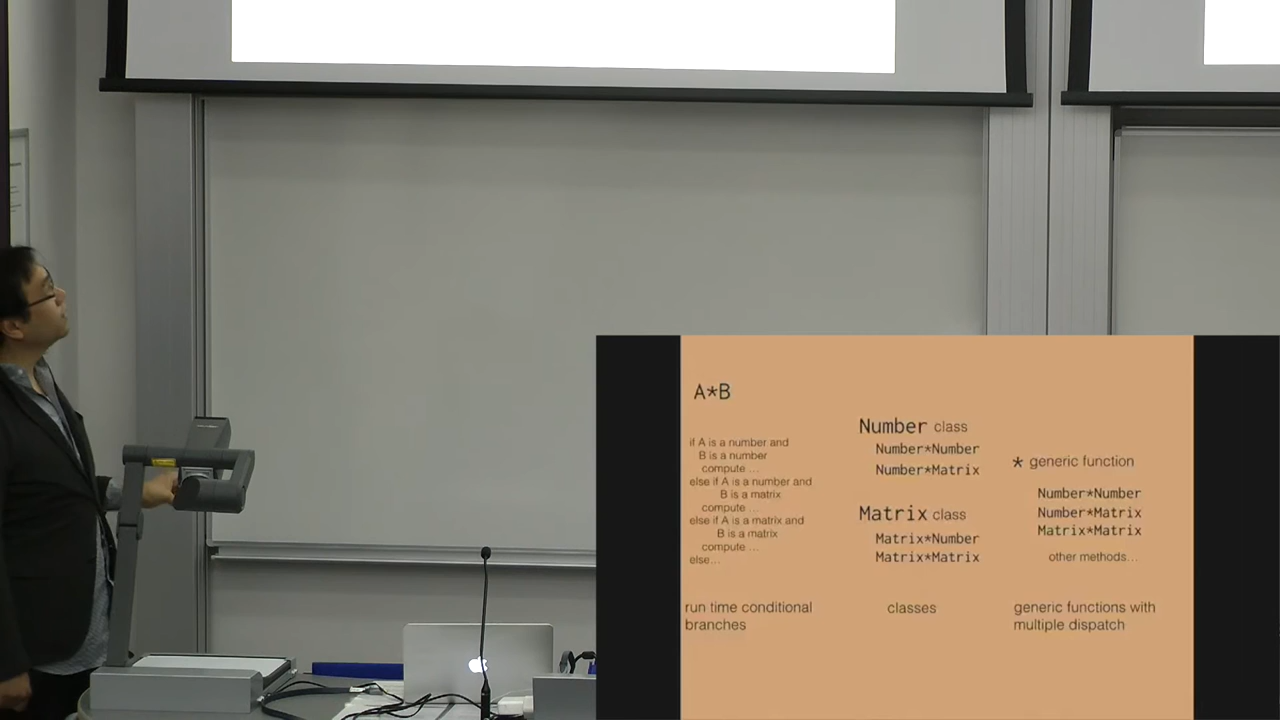 A*B
if A is a number and
B is a number
compute ...
else if A is a number and
B is a matrix
compute ...
else if A is a matrix and
B is a matrix
compute ...
else...
run time conditional
branches
Number class
Number*Number
Number*Matrix
Matrix class
Matrix*Number
Matrix*Matrix
classes
* generic function
Number*Number
Number*Matrix
Matrix*Matrix
other methods...
generic functions with
multiple dispatch